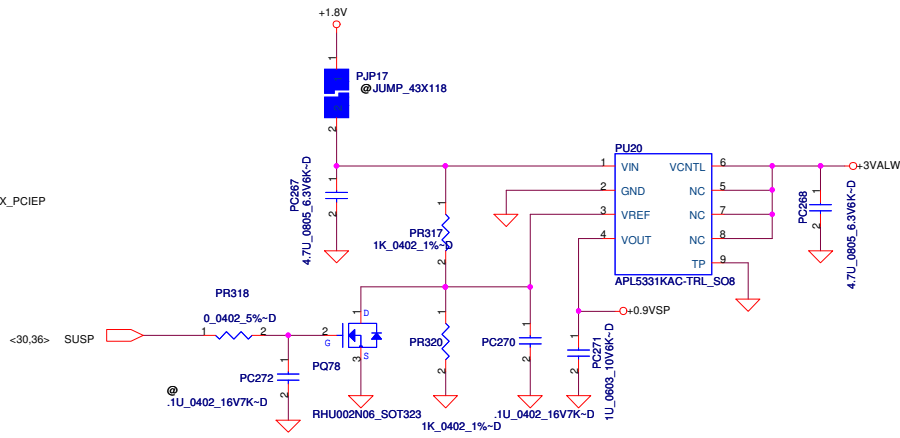 +1.8V
1
PJP17
@JUMP_43X118
2
PU20
1 VIN VCNTL 6
+3VALW
2 GND NC 5
3 VREF NC 7
4 VOUT NC 8
TP 9
APL5331KAC-TRL_SO8
1
PC267
2
4.7U_0805_6.3V6K~D
1
PC268
2
4.7U_0805_6.3V6K~D
X_PCIEP
1
PR317
1K_0402_1%~D
2
PR318
0_0402_5%~D
<30,36> SUSP
1 2
2
G
1
D
S
3
PQ78
RHU002N06_SOT323
1
PC272
2
@
.1U_0402_16V7K~D
1
PR320
2
1K_0402_1%~D
1
PC270
2
.1U_0402_16V7K~D
+0.9VSP
1
PC271
2
1U_0603_10V6K~D